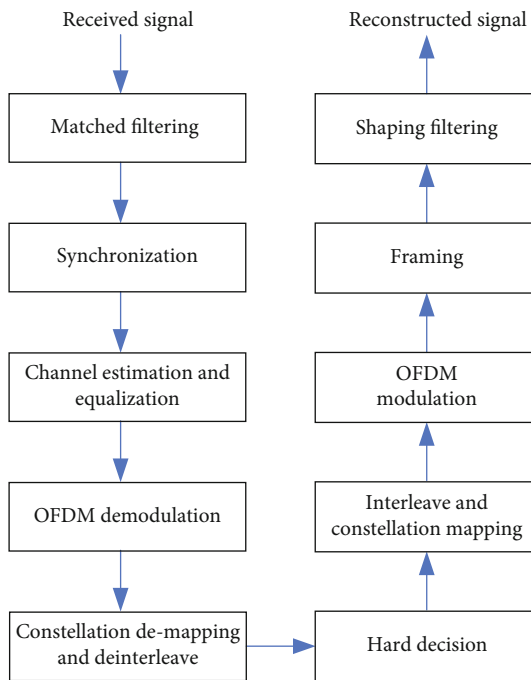 Received signal
Matched filtering
Synchronization
Channel estimation and
equalization
OFDM demodulation
Constellation de-mapping
and deinterleave
Hard decision
Interleave and
constellation mapping
OFDM
modulation
Framing
Shaping filtering
Reconstructed signal